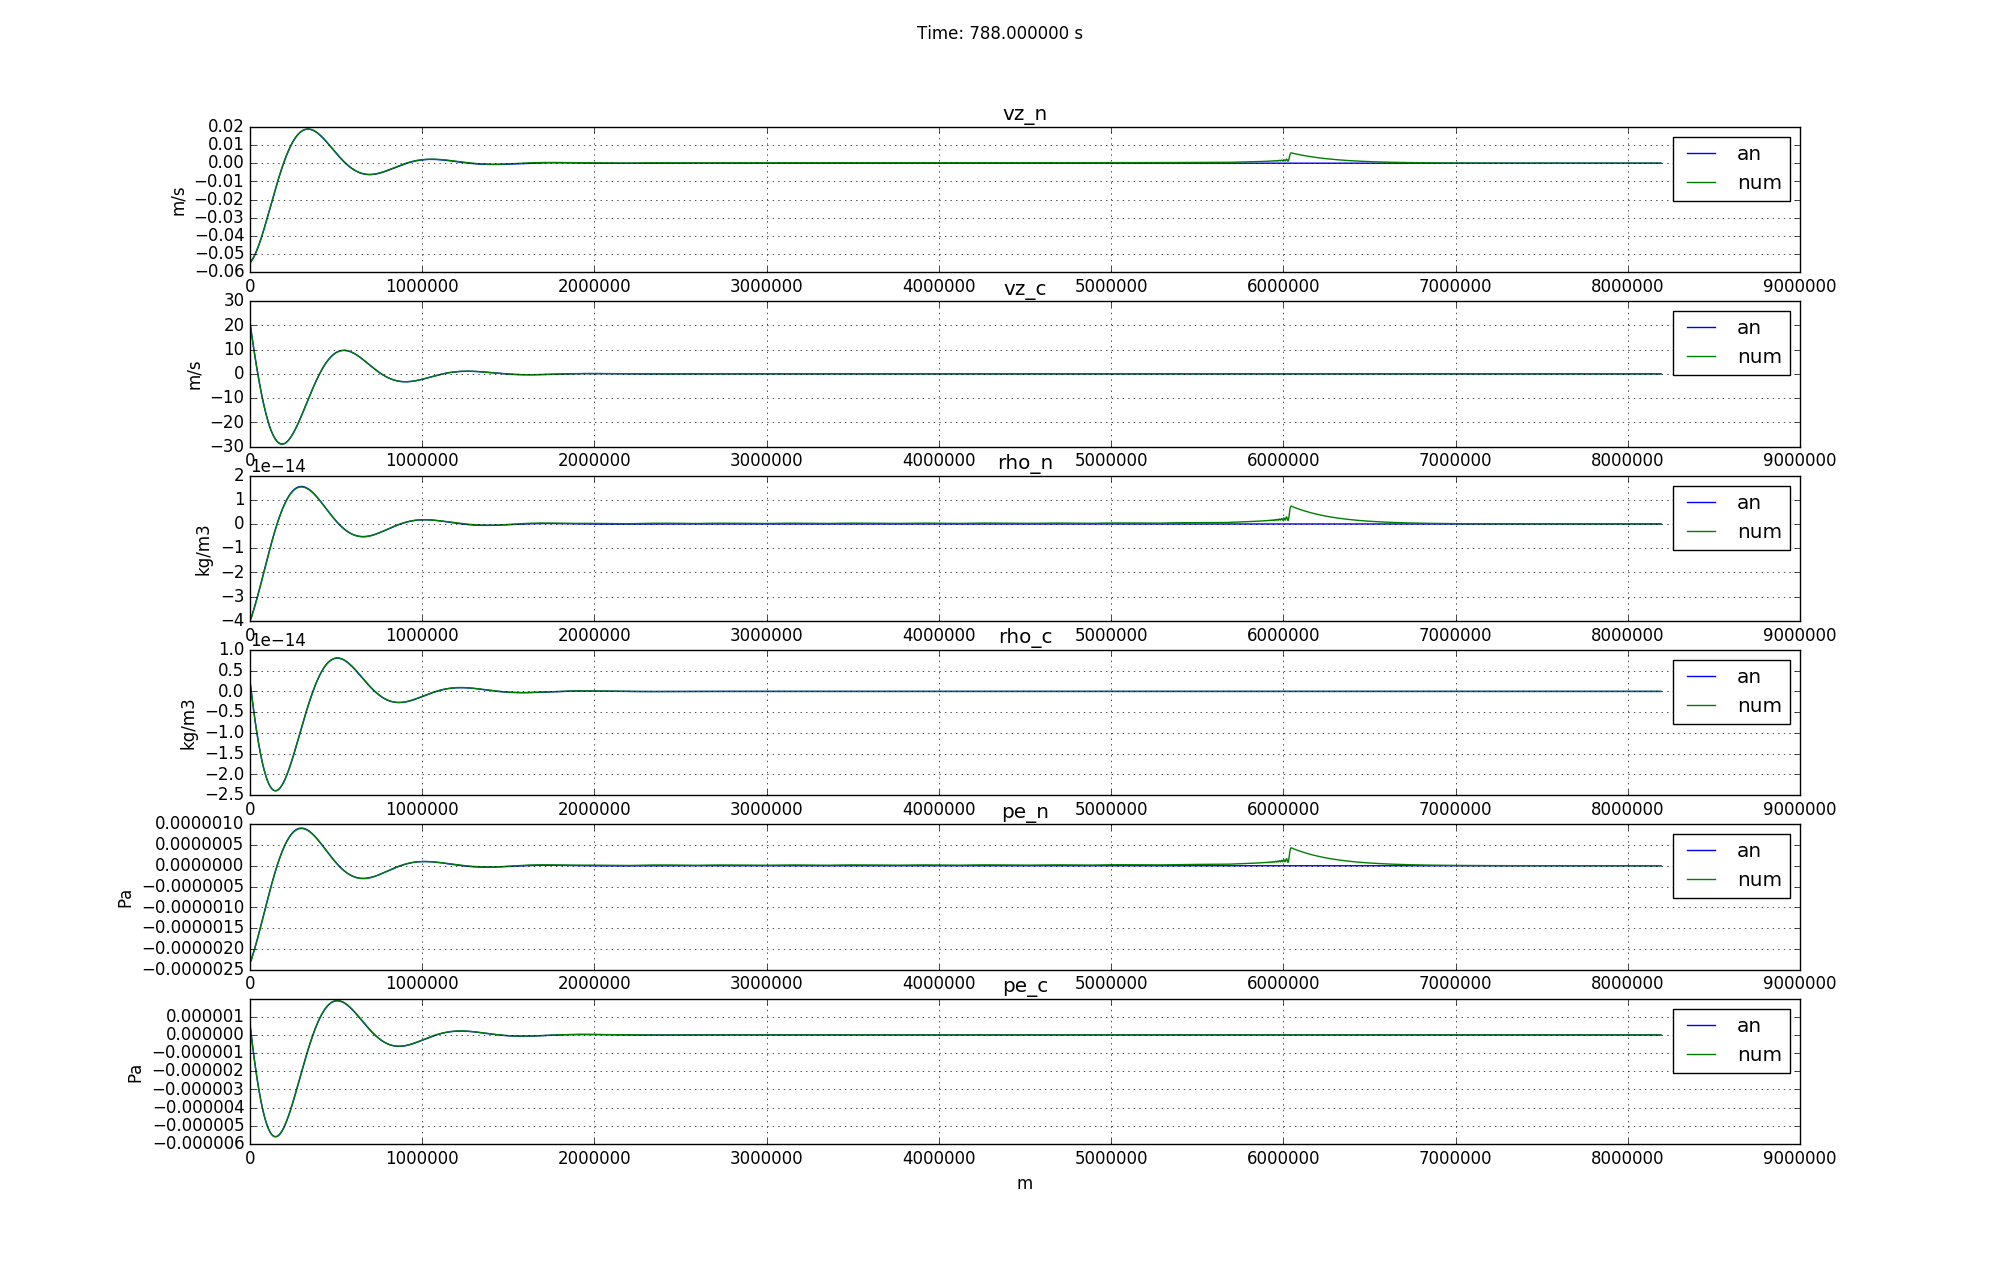 Time: 788.000000 s
vz_n
0.02
0.01
0.00
−0.01
−0.02
−0.03
−0.04
−0.05
−0.06
m/s
an
num
0 1000000 2000000 3000000 4000000 5000000 6000000 7000000 8000000 9000000
vz_c
30
20
10
0
−10
−20
−30
m/s
an
num
0 1000000 2000000 3000000 4000000 5000000 6000000 7000000 8000000 9000000
1e−14
rho_n
2
1
0
−1
−2
−3
−4
kg/m3
an
num
0 1000000 2000000 3000000 4000000 5000000 6000000 7000000 8000000 9000000
1e−14
rho_c
1.0
0.5
0.0
−0.5
−1.0
−1.5
−2.0
−2.5
kg/m3
an
num
0 1000000 2000000 3000000 4000000 5000000 6000000 7000000 8000000 9000000
pe_n
0.0000010
0.0000005
0.0000000
−0.0000005
−0.0000010
−0.0000015
−0.0000020
−0.0000025
Pa
an
num
0 1000000 2000000 3000000 4000000 5000000 6000000 7000000 8000000 9000000
pe_c
0.000001
0.000000
−0.000001
−0.000002
−0.000003
−0.000004
−0.000005
−0.000006
Pa
an
num
0 1000000 2000000 3000000 4000000 5000000 6000000 7000000 8000000 9000000
m